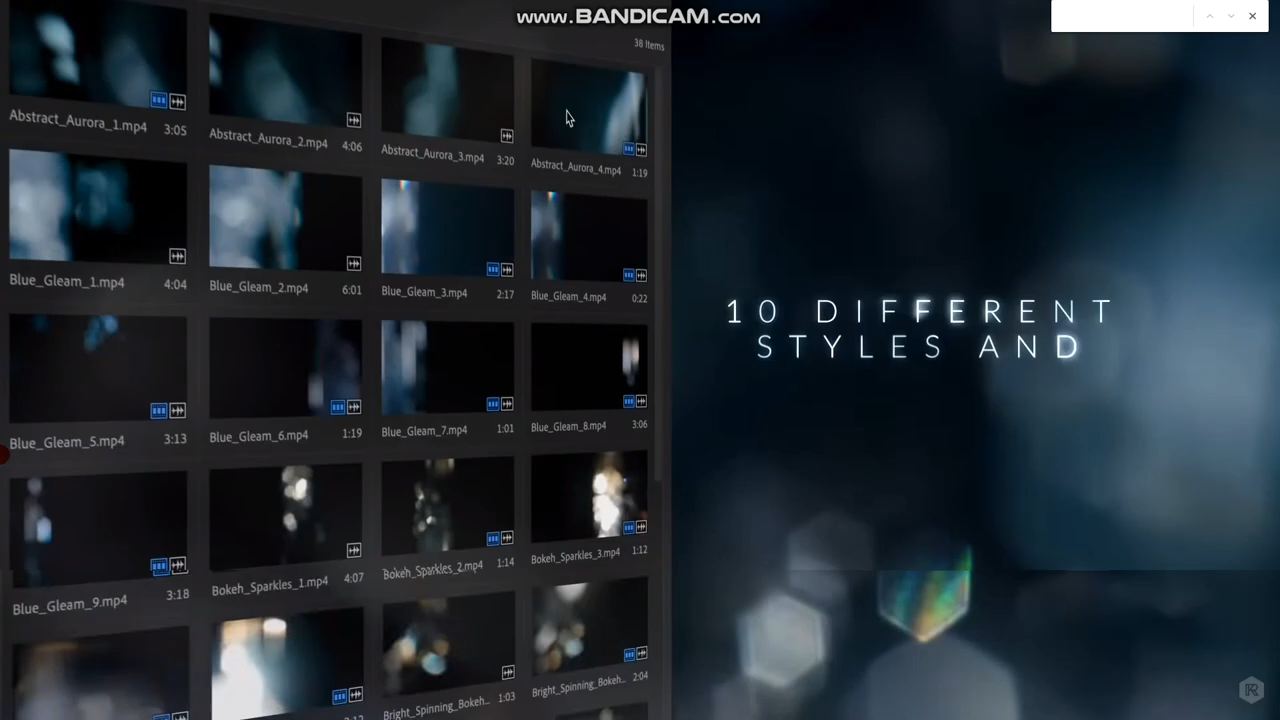 www.BANDICAM.com
38 Items
Abstract_Aurora_1.mp4 3:05
Abstract_Aurora_2.mp4 4:06
Abstract_Aurora_3.mp4 3:20
Abstract_Aurora_4.mp4 1:19
Blue_Gleam_1.mp4 4:04
Blue_Gleam_2.mp4 6:01
Blue_Gleam_3.mp4 2:17
Blue_Gleam_4.mp4 0:22
10 DIFFERENT
STYLES AND
Blue_Gleam_5.mp4 3:13
Blue_Gleam_6.mp4 1:19
Blue_Gleam_7.mp4 1:01
Blue_Gleam_8.mp4 3:06
Blue_Gleam_9.mp4 3:18
Bokeh_Sparkles_1.mp4 4:07
Bokeh_Sparkles_2.mp4 1:14
Bokeh_Sparkles_3.mp4 1:12
Bright_Spinning_Bokeh... 1:03
Bright_Spinning_Bokeh... 2:04